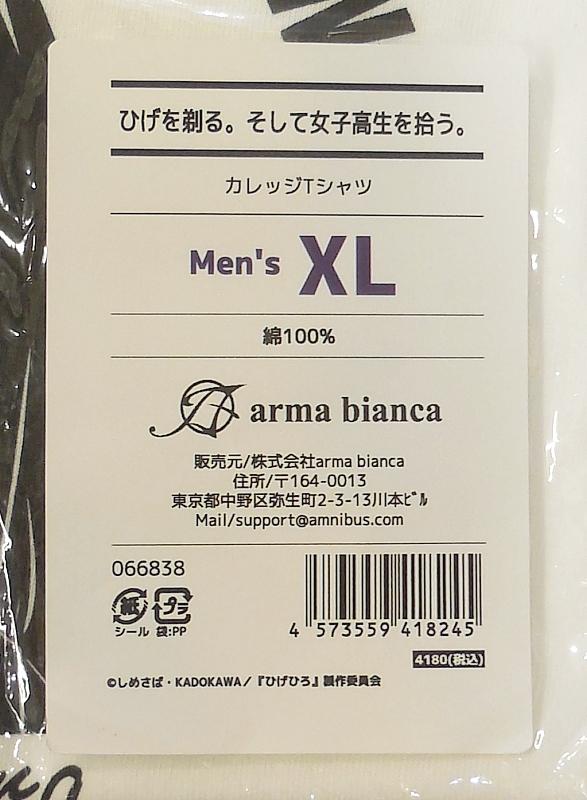 ひげを剃る。そして女子高生を拾う。
カレッジTシャツ
Men's XL
綿100%
arma bianca
販売元/株式会社arma bianca
住所/〒164-0013
東京都中野区弥生町2-3-13川本ビル
Mail/support@amnibus.com
066838
紙 プラ
シール 袋:PP
4 573559 418245
4180(税込)
©しめさば・KADOKAWA/『ひげひろ』製作委員会